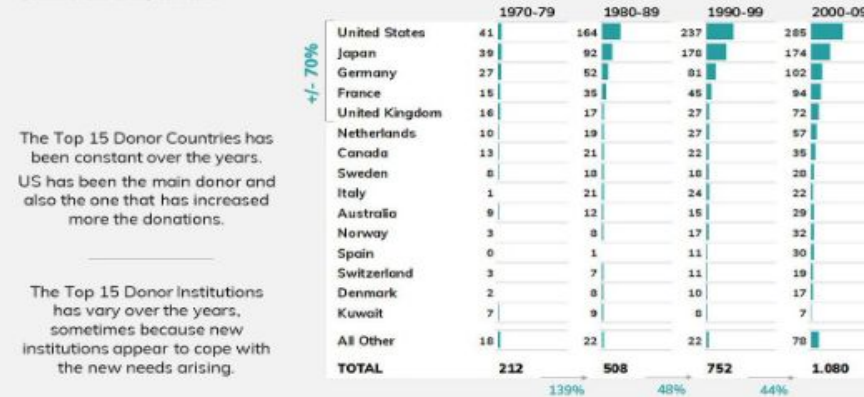 1970-79 1980-89 1990-99 2000-09
United States 41 164 237 285
Japan 39 92 178 174
Germany 27 52 81 102
France 15 35 45 94
United Kingdom 16 17 27 72
+/- 70%
Netherlands 10 19 27 57
Canada 13 21 22 35
Sweden 8 18 18 28
Italy 1 21 24 22
Australia 9 12 15 29
Norway 3 8 17 32
Spain 0 1 11 30
Switzerland 3 7 11 19
Denmark 2 8 10 17
Kuwait 7 9 8 7
All Other 18 22 22 78
TOTAL 212 508 752 1.080
139% 48% 44%
The Top 15 Donor Countries has
been constant over the years.
US has been the main donor and
also the one that has increased
more the donations.
The Top 15 Donor Institutions
has vary over the years,
sometimes because new
institutions appear to cope with
the new needs arising.